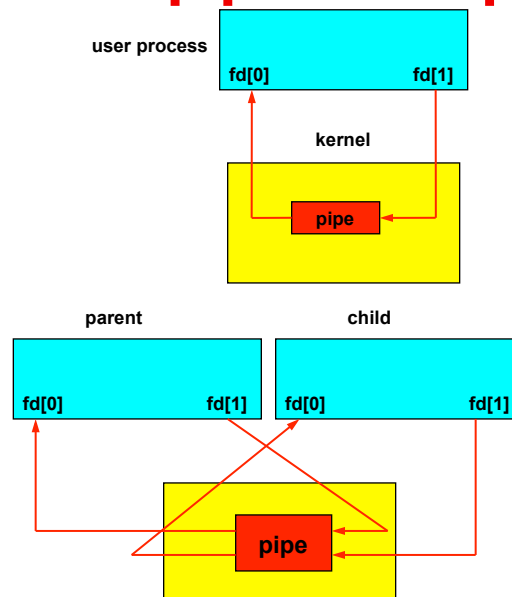 user process
fd[0] fd[1]
kernel
pipe
parent child
fd[0] fd[1] fd[0] fd[1]
pipe